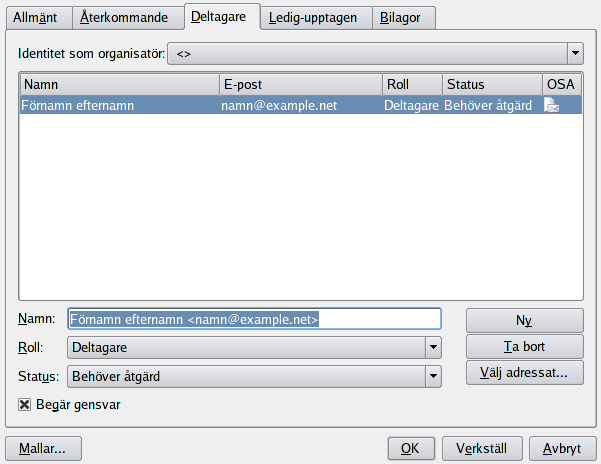 Allmänt Återkommande Deltagare Ledig-upptagen Bilagor
Identitet som organisatör: <>
Namn E-post Roll Status OSA
Förnamn efternamn namn@example.net Deltagare Behöver åtgärd
Namn: Förnamn efternamn <namn@example.net> Ny
Roll: Deltagare Ta bort
Status: Behöver åtgärd Välj adressat...
Begär gensvar
Mallar... OK Verkställ Avbryt